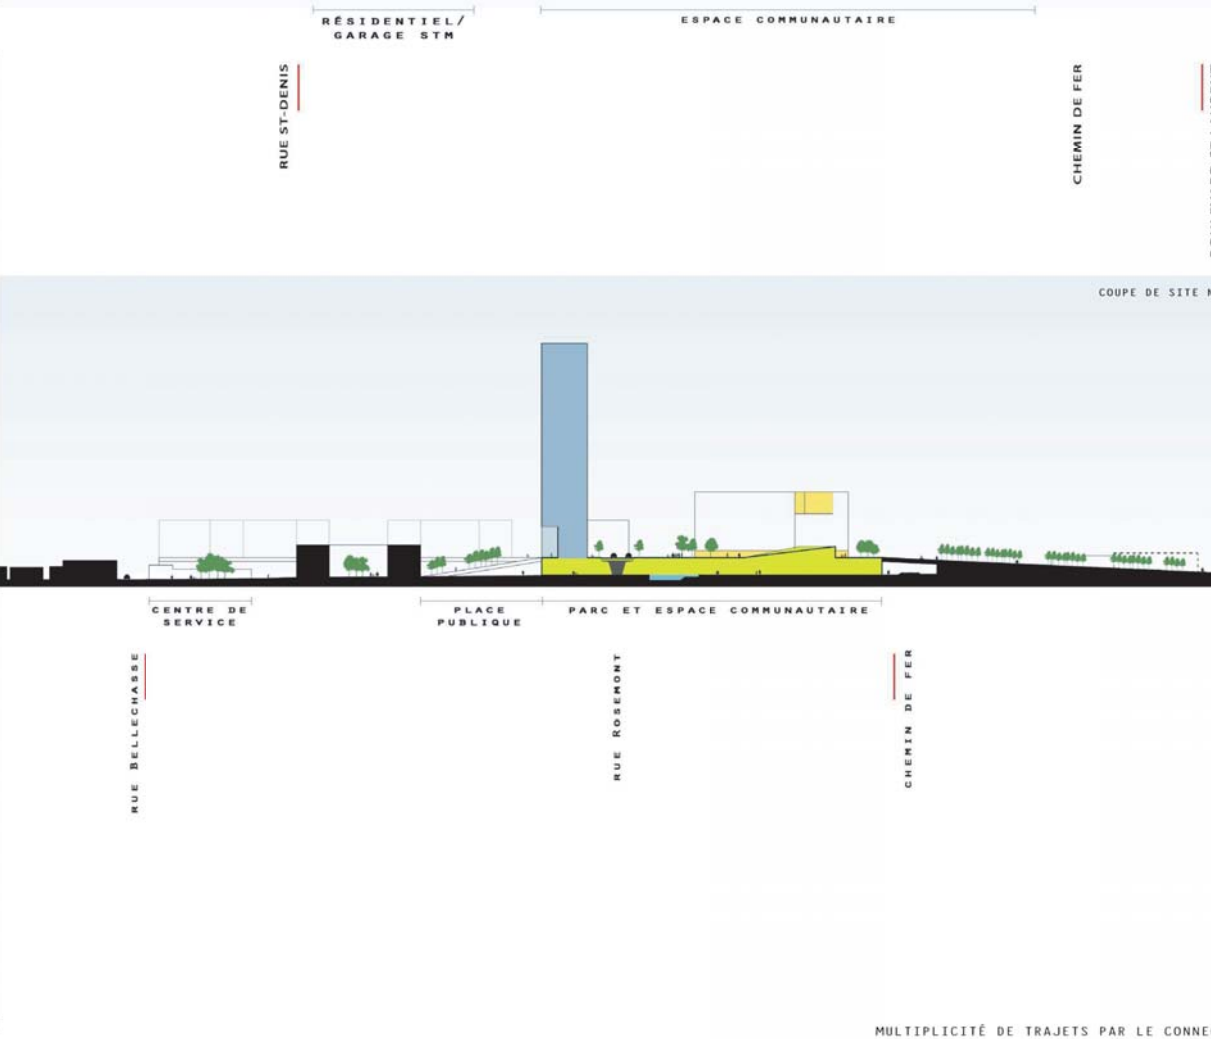 RÉSIDENTIEL/
GARAGE STM
ESPACE COMMUNAUTAIRE
RUE ST-DENIS
CHEMIN DE FER
COUPE DE SITE
CENTRE DE
SERVICE
PLACE
PUBLIQUE
PARC ET ESPACE COMMUNAUTAIRE
RUE BELLECHASSE
RUE ROSEMONT
CHEMIN DE FER
MULTIPLICITÉ DE TRAJETS PAR LE